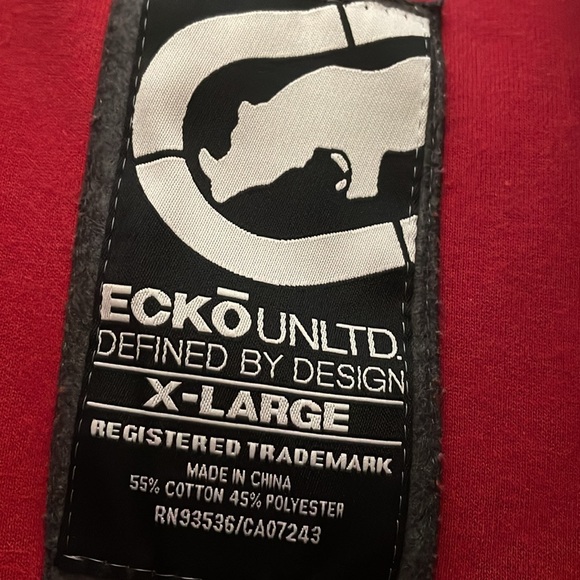 ECKŌ UNLTD.
DEFINED BY DESIGN
X-LARGE
REGISTERED TRADEMARK
MADE IN CHINA
55% COTTON 45% POLYESTER
RN93536/CA07243